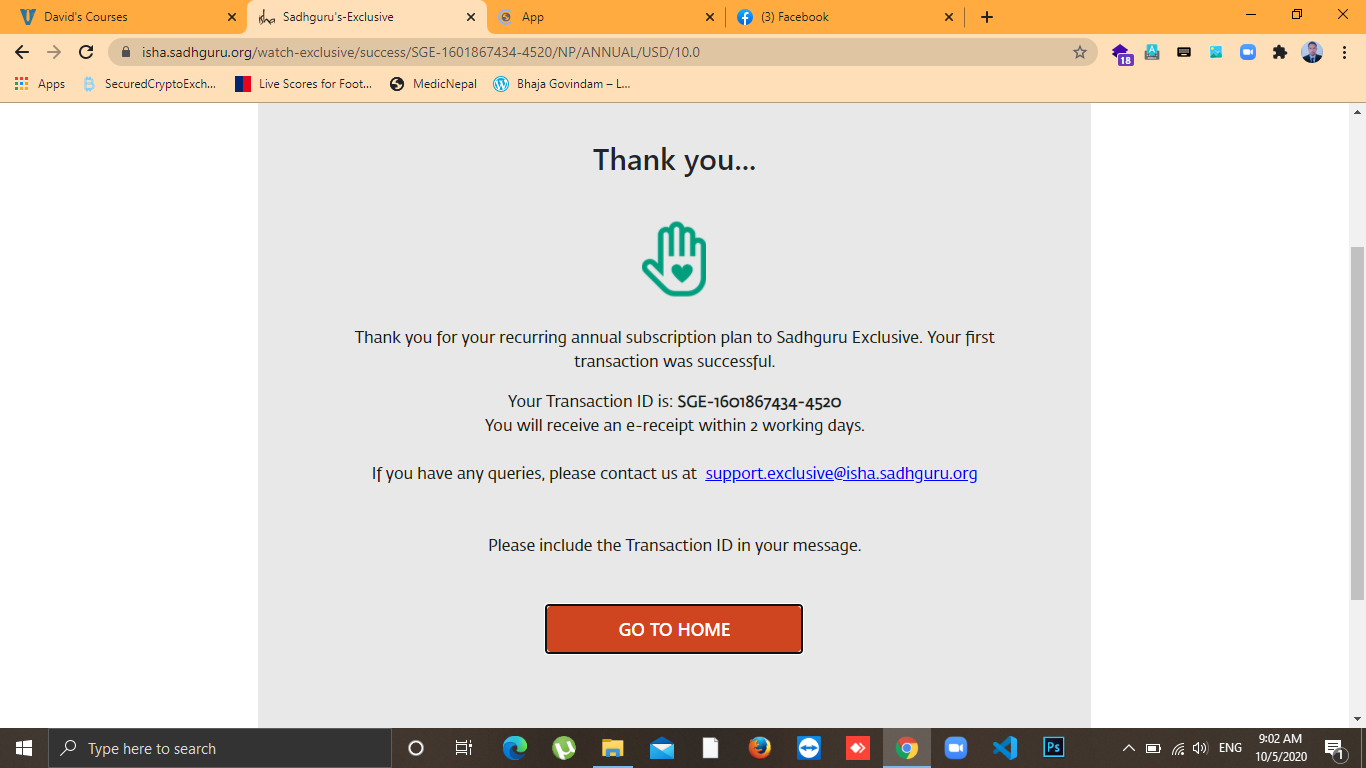 David's Courses
Sadhguru's-Exclusive
App
(3) Facebook
isha.sadhguru.org/watch-exclusive/success/SGE-1601867434-4520/NP/ANNUAL/USD/10.0
18
Apps
SecuredCryptoExch...
Live Scores for Foot...
MedicNepal
Bhaja Govindam – L...
Thank you...
Thank you for your recurring annual subscription plan to Sadhguru Exclusive. Your first
transaction was successful.
Your Transaction ID is: SGE-1601867434-4520
You will receive an e-receipt within 2 working days.
If you have any queries, please contact us at support.exclusive@isha.sadhguru.org
Please include the Transaction ID in your message.
GO TO HOME
Type here to search
Ps
ENG
9:02 AM
10/5/2020
1